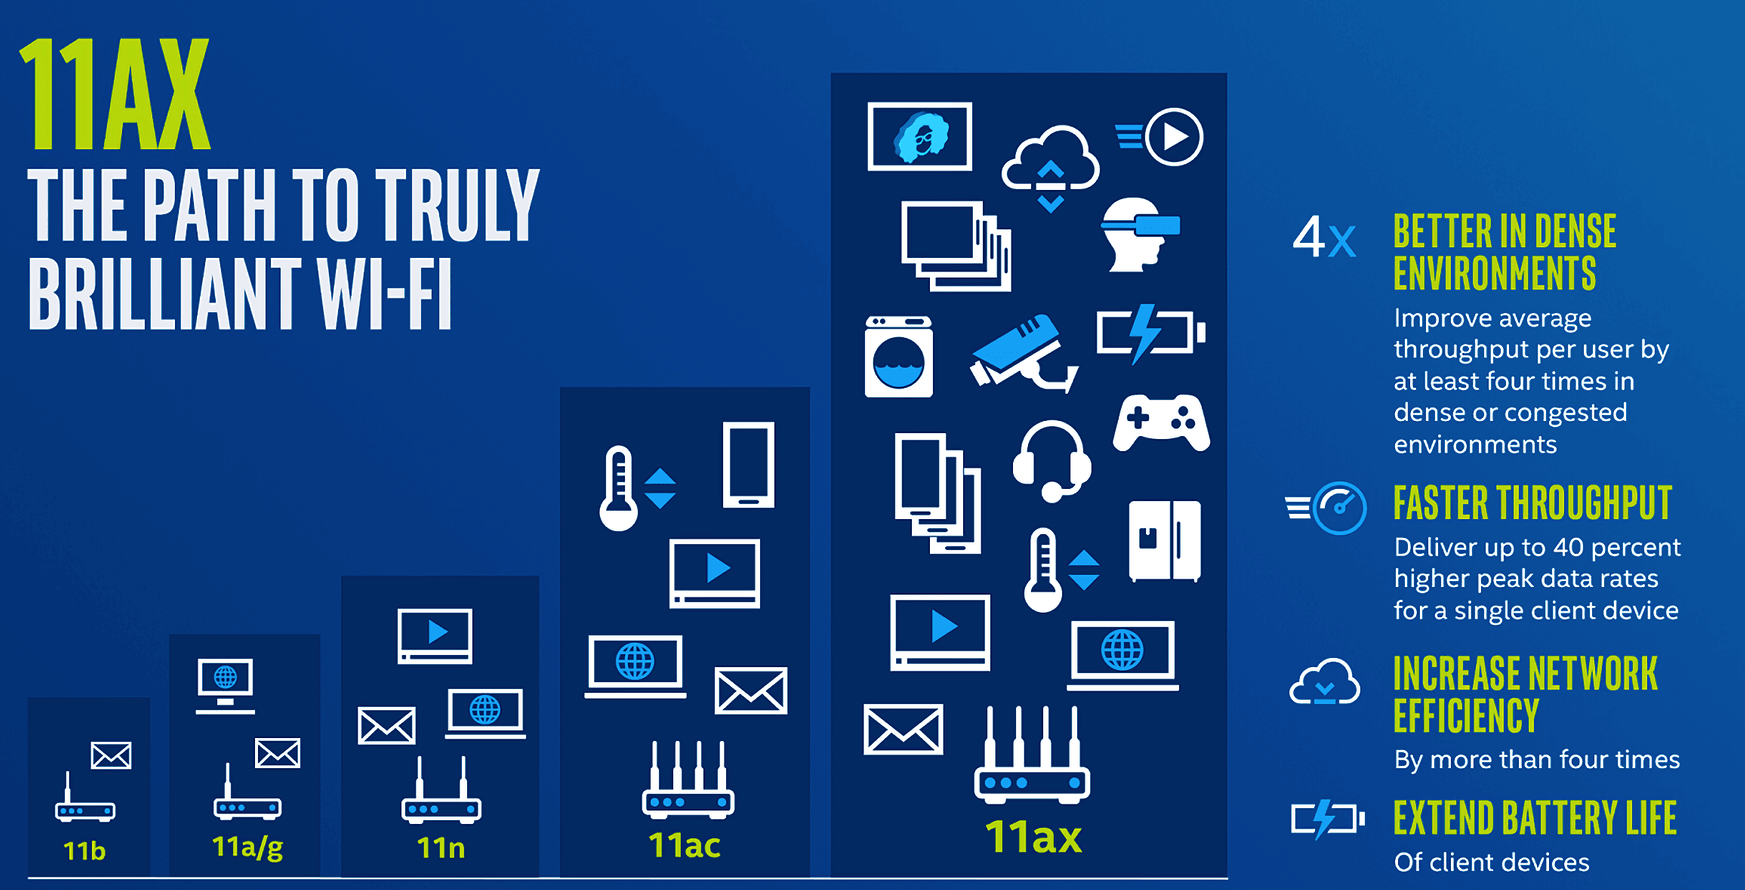 11AX
THE PATH TO TRULY
BRILLIANT WI-FI
11b
11a/g
11n
11ac
11ax
4x
BETTER IN DENSE
ENVIRONMENTS
Improve average
throughput per user by
at least four times in
dense or congested
environments
FASTER THROUGHPUT
Deliver up to 40 percent
higher peak data rates
for a single client device
INCREASE NETWORK
EFFICIENCY
By more than four times
EXTEND BATTERY LIFE
Of client devices